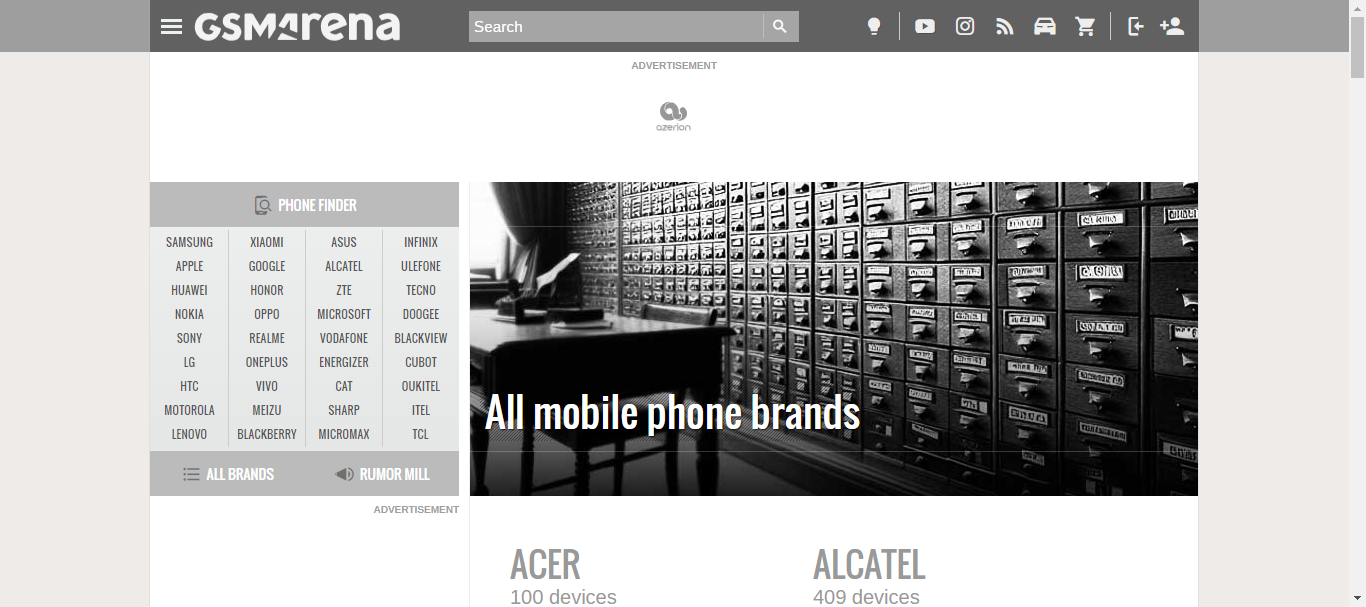 GSMArena
Search
ADVERTISEMENT
azerion
PHONE FINDER
SAMSUNG XIAOMI ASUS INFINIX
APPLE GOOGLE ALCATEL ULEFONE
HUAWEI HONOR ZTE TECNO
NOKIA OPPO MICROSOFT DOOGEE
SONY REALME VODAFONE BLACKVIEW
LG ONEPLUS ENERGIZER CUBOT
HTC VIVO CAT OUKITEL
MOTOROLA MEIZU SHARP ITEL
LENOVO BLACKBERRY MICROMAX TCL
ALL BRANDS RUMOR MILL
ADVERTISEMENT
All mobile phone brands
ACER ALCATEL
100 devices 409 devices